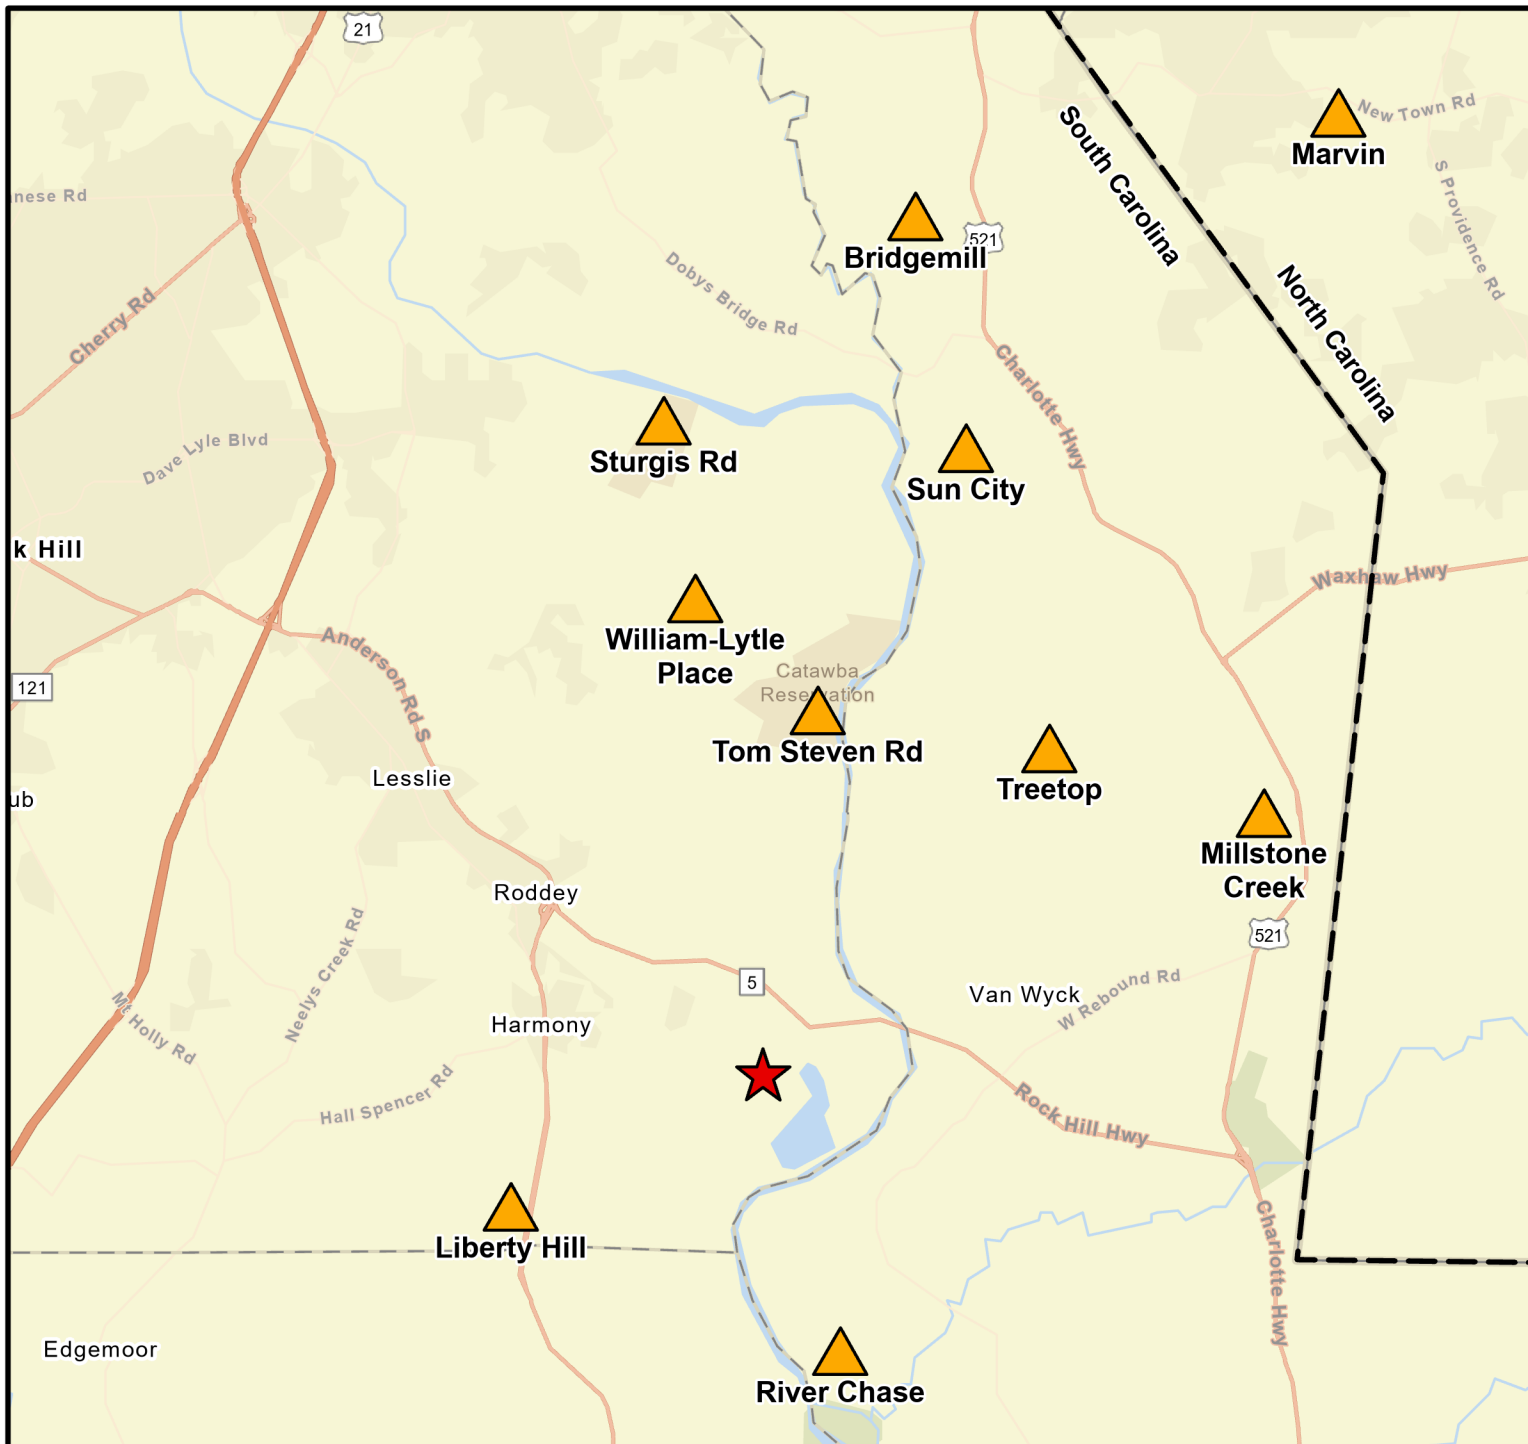 21
New Town Rd
Marvin
South Carolina
S Providence Rd
nese Rd
521
Bridgemill
Dobys Bridge Rd
North Carolina
Cherry Rd
Charlotte Hwy
Dave Lyle Blvd
Sturgis Rd
Sun City
k Hill
Waxhaw Hwy
Anderson Rd S
William-Lytle
Place
Catawba
Reservation
121
Tom Steven Rd
Lesslie
Treetop
ub
Millstone
Creek
Roddey
521
Neelys Creek Rd
5
Van Wyck
W Rebound Rd
Mt Holly Rd
Harmony
Hall Spencer Rd
Rock Hill Hwy
Liberty Hill
Charlotte Hwy
Edgemoor
River Chase